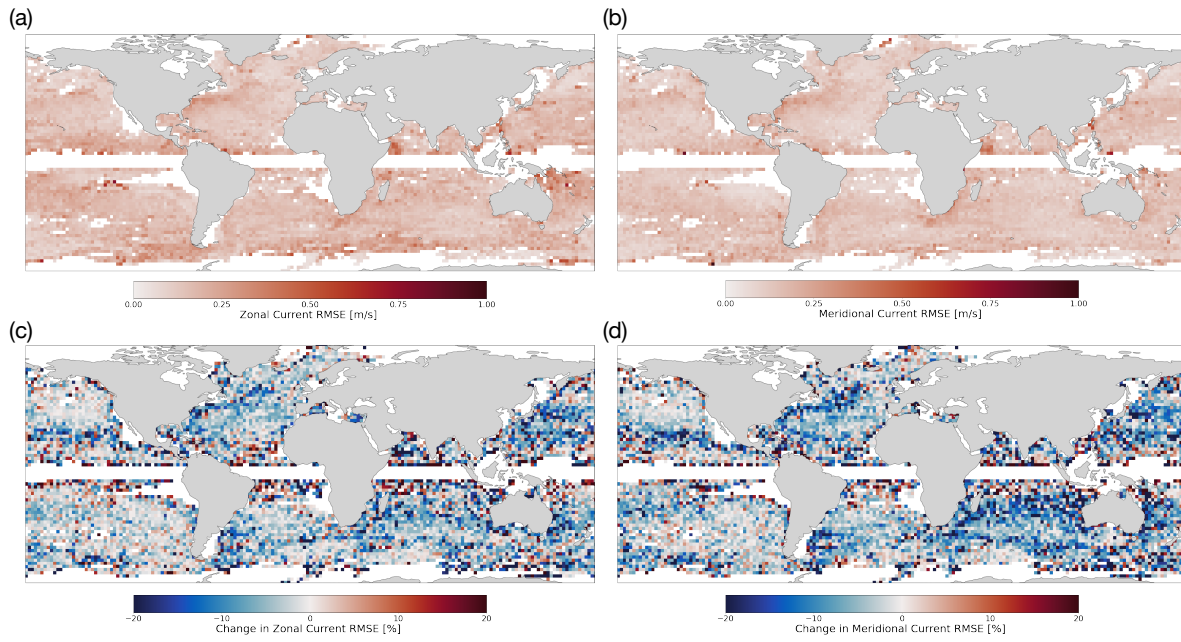 (a)
(b)
0.00 0.25 0.50 0.75 1.00
Zonal Current RMSE [m/s]
0.00 0.25 0.50 0.75 1.00
Meridional Current RMSE [m/s]
(c)
(d)
−20 −10 0 10 20
Change in Zonal Current RMSE [%]
−20 −10 0 10 20
Change in Meridional Current RMSE [%]